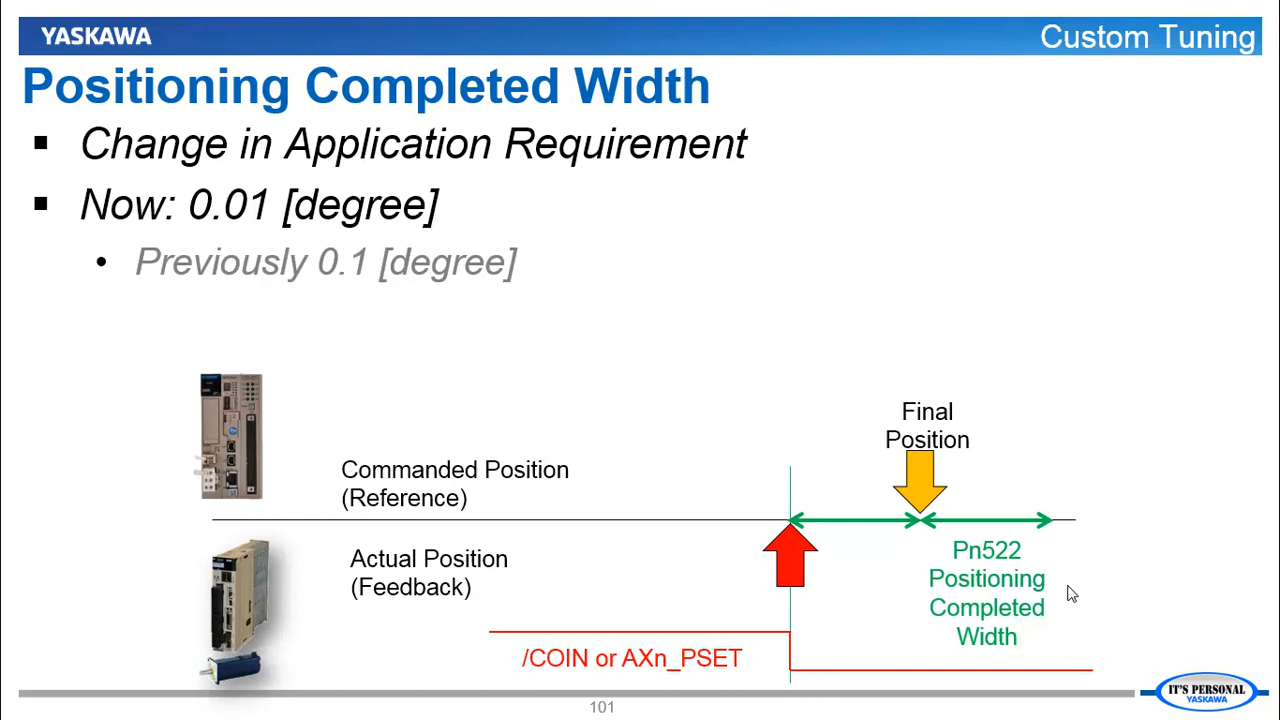 YASKAWA
Custom Tuning
Positioning Completed Width
Change in Application Requirement
Now: 0.01 [degree]
Previously 0.1 [degree]
Final
Position
Commanded Position
(Reference)
Actual Position
(Feedback)
Pn522
Positioning
Completed
Width
/COIN or AXn_PSET
101
IT'S PERSONAL
YASKAWA